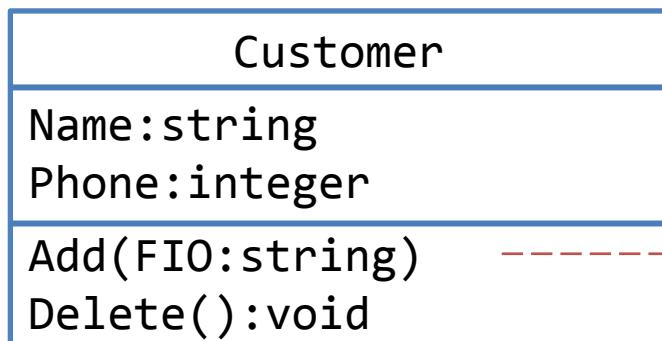 Customer
Name:string
Phone:integer
Add(FIO:string)
Delete():void